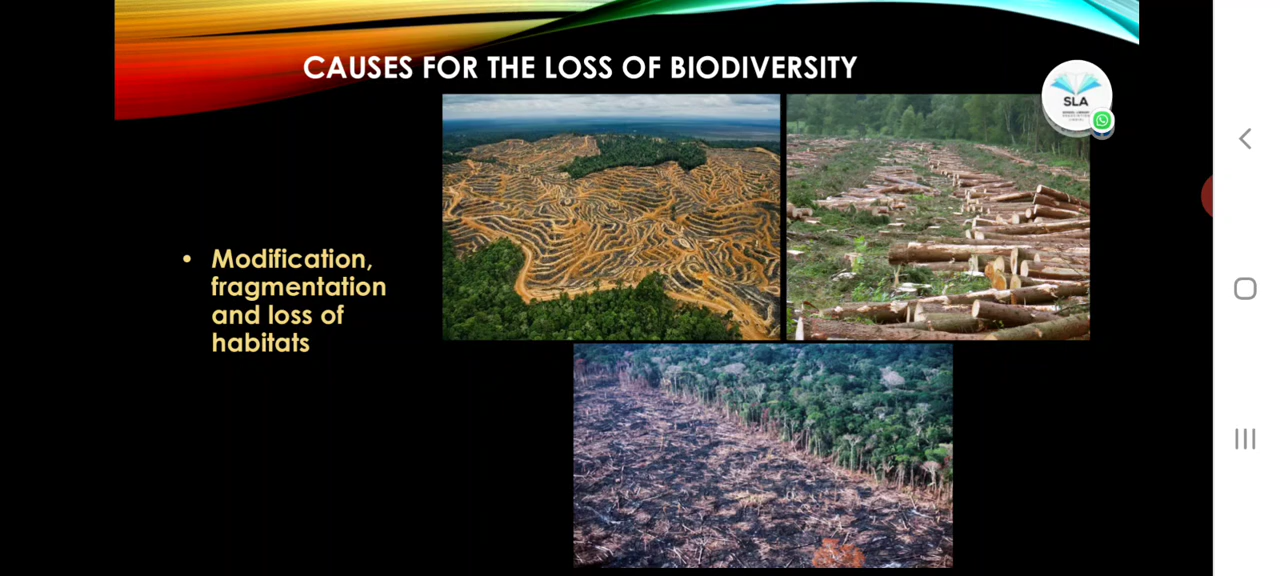 CAUSES FOR THE LOSS OF BIODIVERSITY
SLA
• Modification,
fragmentation
and loss of
habitats